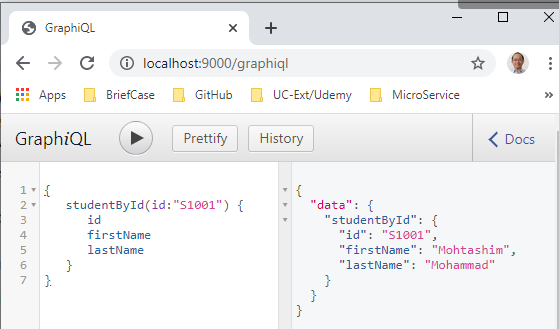 GraphiQL
localhost:9000/graphiql
Apps BriefCase GitHub UC-Ext/Udemy MicroService »
GraphiQL Prettify History Docs
1 {
2 studentById(id:"S1001") {
3 id
4 firstName
5 lastName
6 }
7 }
{
"data": {
"studentById": {
"id": "S1001",
"firstName": "Mohtashim",
"lastName": "Mohammad"
}
}
}